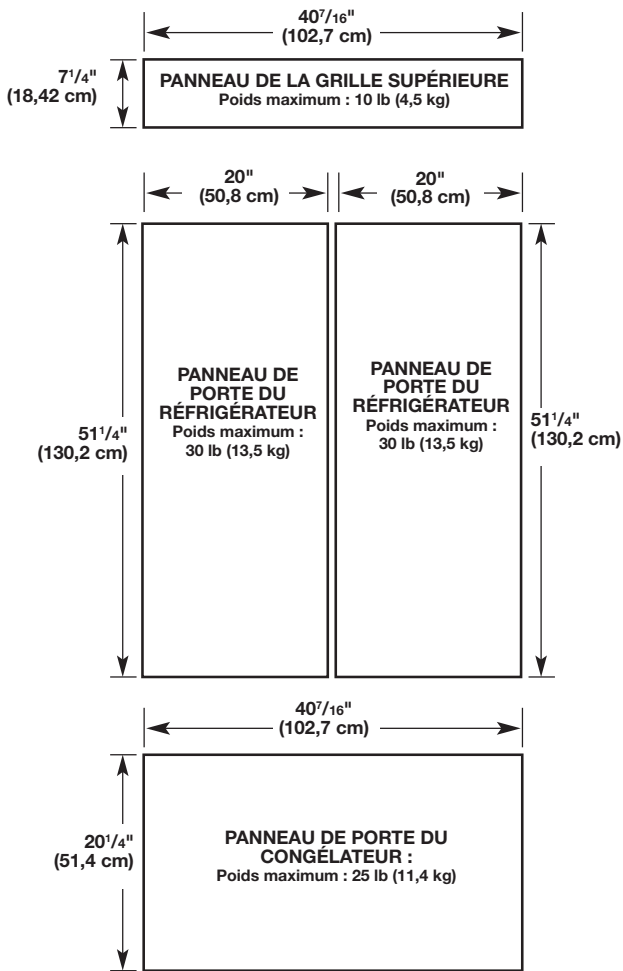 40⁷/₁₆"
(102,7 cm)
7¹/₄"
(18,42 cm)
PANNEAU DE LA GRILLE SUPÉRIEURE
Poids maximum : 10 lb (4,5 kg)
20"
(50,8 cm)
20"
(50,8 cm)
51¹/₄"
(130,2 cm)
PANNEAU DE
PORTE DU
RÉFRIGÉRATEUR
Poids maximum :
30 lb (13,5 kg)
PANNEAU DE
PORTE DU
RÉFRIGÉRATEUR
Poids maximum :
30 lb (13,5 kg)
51¹/₄"
(130,2 cm)
40⁷/₁₆"
(102,7 cm)
20¹/₄"
(51,4 cm)
PANNEAU DE PORTE DU
CONGÉLATEUR :
Poids maximum : 25 lb (11,4 kg)